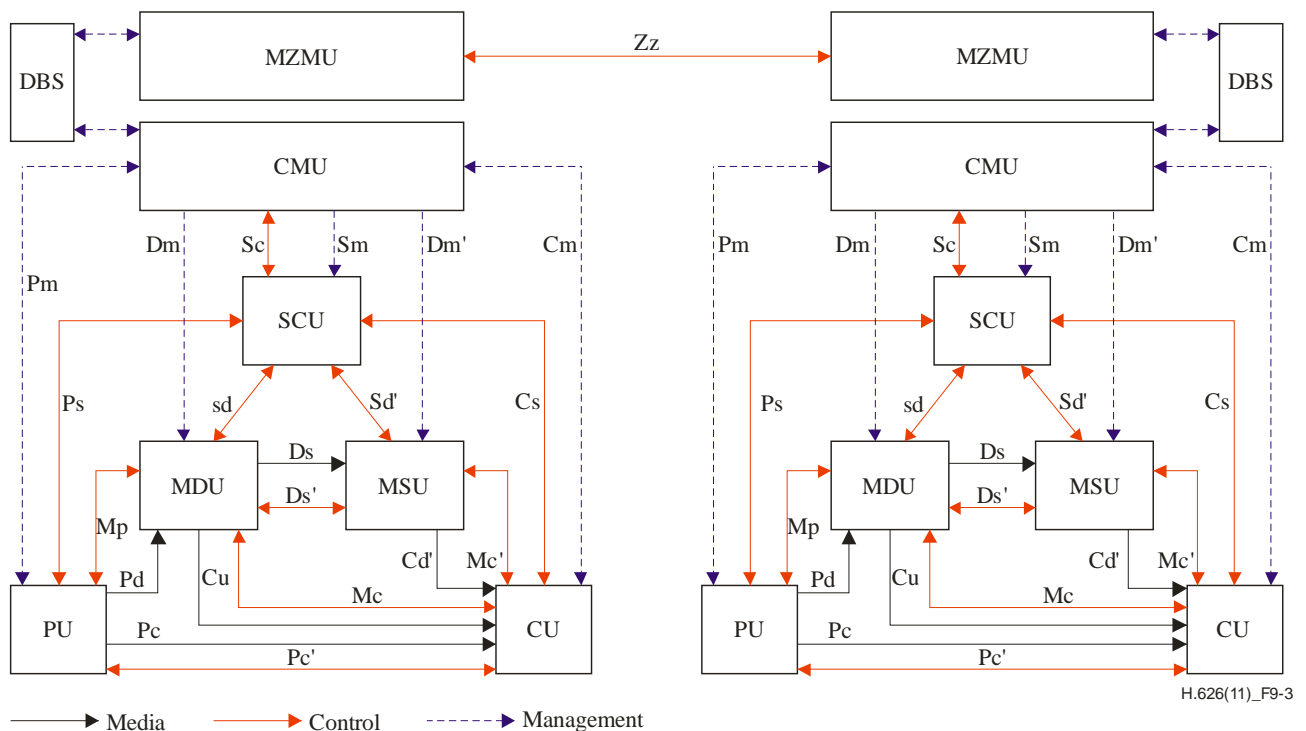 MZMU
Zz
MZMU
DBS
DBS
CMU
CMU
Dm
Sc
Sm
Dm'
Cm
Pm
Dm
Sc
Sm
Dm'
Cm
Pm
SCU
SCU
Ps
sd
Sd'
Cs
Ps
sd
Sd'
Cs
Ds
Ds
MDU
MSU
MDU
MSU
Ds'
Ds'
Mp
Mp
Pd
Cu
Cd'
Mc'
Pd
Cu
Cd'
Mc'
Mc
Mc
PU
Pc
CU
PU
Pc
CU
Pc'
Pc'
H.626(11)_F9-3
Media
Control
Management